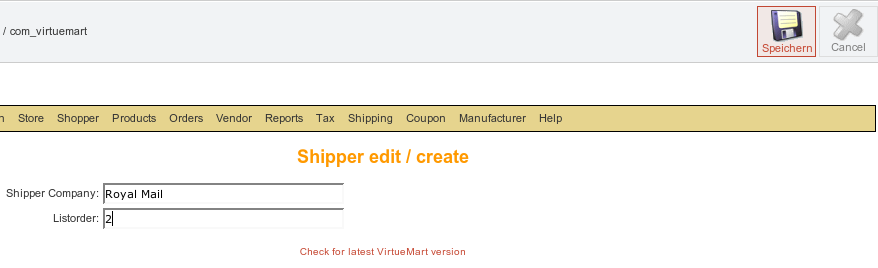 / com_virtuemart
Speichern
Cancel
Store Shopper Products Orders Vendor Reports Tax Shipping Coupon Manufacturer Help
Shipper edit / create
Shipper Company: Royal Mail
Listorder: 2
Check for latest VirtueMart version